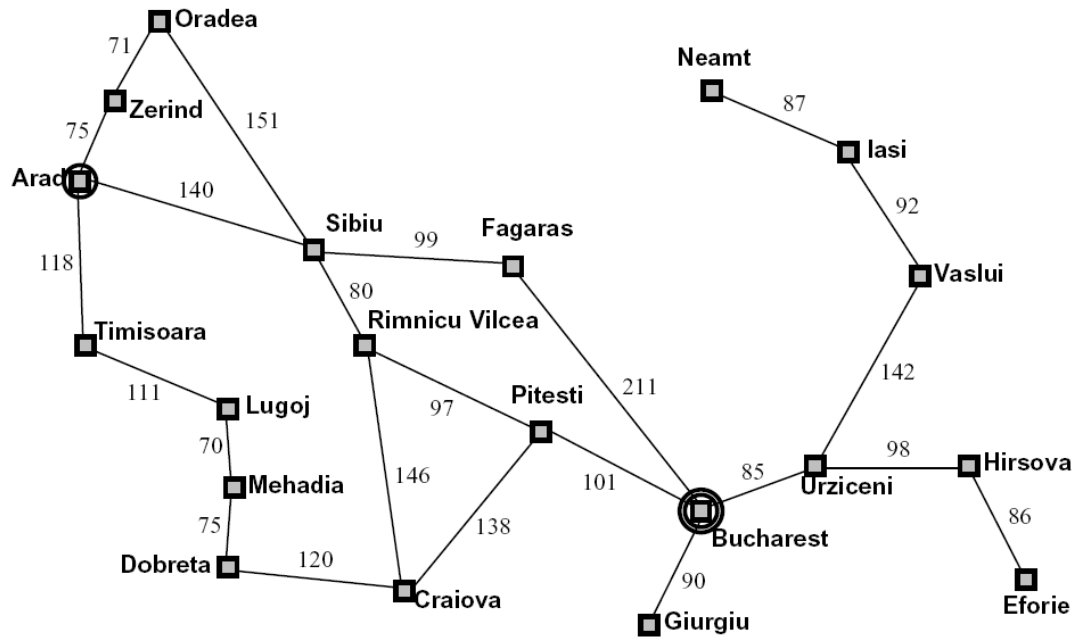 Oradea
71
Neamt
Zerind
87
75
151
Iasi
Arad
140
92
Sibiu
Fagaras
99
118
Vaslui
80
Timisoara
Rimnicu Vilcea
111
211
142
Pitesti
97
Lugoj
70
98
Hirsova
146
101
85
Mehadia
Urziceni
75
138
86
Bucharest
Dobreta
120
90
Craiova
Eforie
Giurgiu